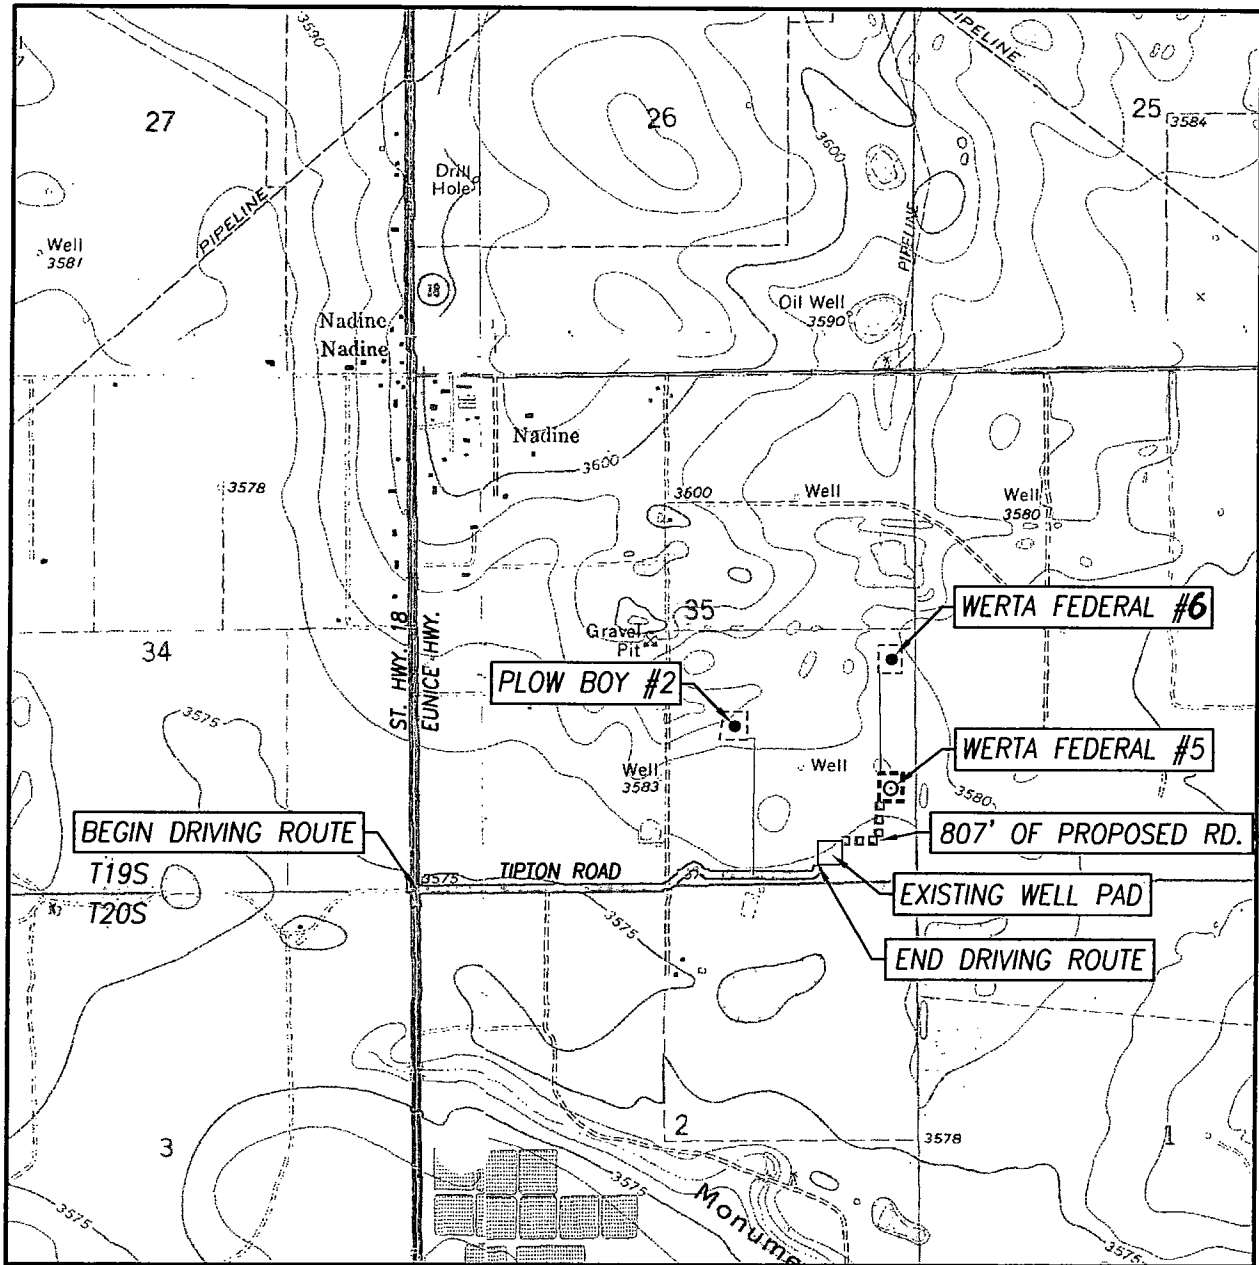 3590
PIPELINE
PIPELINE
27
26
25
3584
3600
Drill
Hole
PIPELINE
PIPELINE
Well
3581
18
Oil Well
3590
Nadine
Nadine
Nadine
3600
3578
3600
Well
Well
3580
WERTA FEDERAL #6
35
Gravel
Pit
34
ST. HWY. 18
EUNICE HWY.
PLOW BOY #2
3575
WERTA FEDERAL #5
Well
Well
3583
3580
BEGIN DRIVING ROUTE
807' OF PROPOSED RD.
T19S
3575
TIPTON ROAD
EXISTING WELL PAD
T20S
3575
END DRIVING ROUTE
3
2
3578
1
3575
3575
Monume
3575